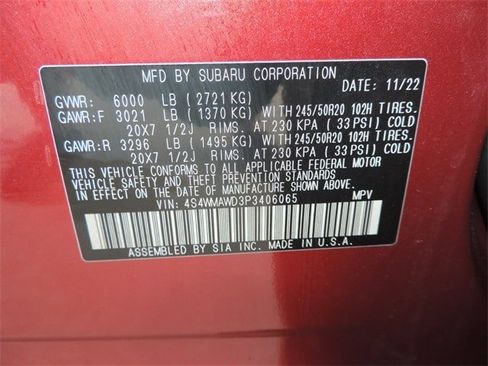 MFD BY SUBARU CORPORATION
DATE: 11/22
GVWR: 6000 LB (2721 KG)
GAWR:F 3021 LB (1370 KG) WITH 245/50R20 102H TIRES.
20X7 1/2J RIMS. AT 230 KPA (33 PSI) COLD
GAWR:R 3296 LB (1495 KG) WITH 245/50R20 102H TIRES.
20X7 1/2J RIMS. AT 230 KPA (33 PSI) COLD
THIS VEHICLE CONFORMS TO ALL APPLICABLE FEDERAL MOTOR
VEHICLE SAFETY STANDARDS IN EFFECT ON THE DATE OF
MANUFACTURE SHOWN ABOVE.
VIN: 4S4WMAWD3P3406065 MPV
ASSEMBLED BY SIA INC. MADE IN U.S.A.